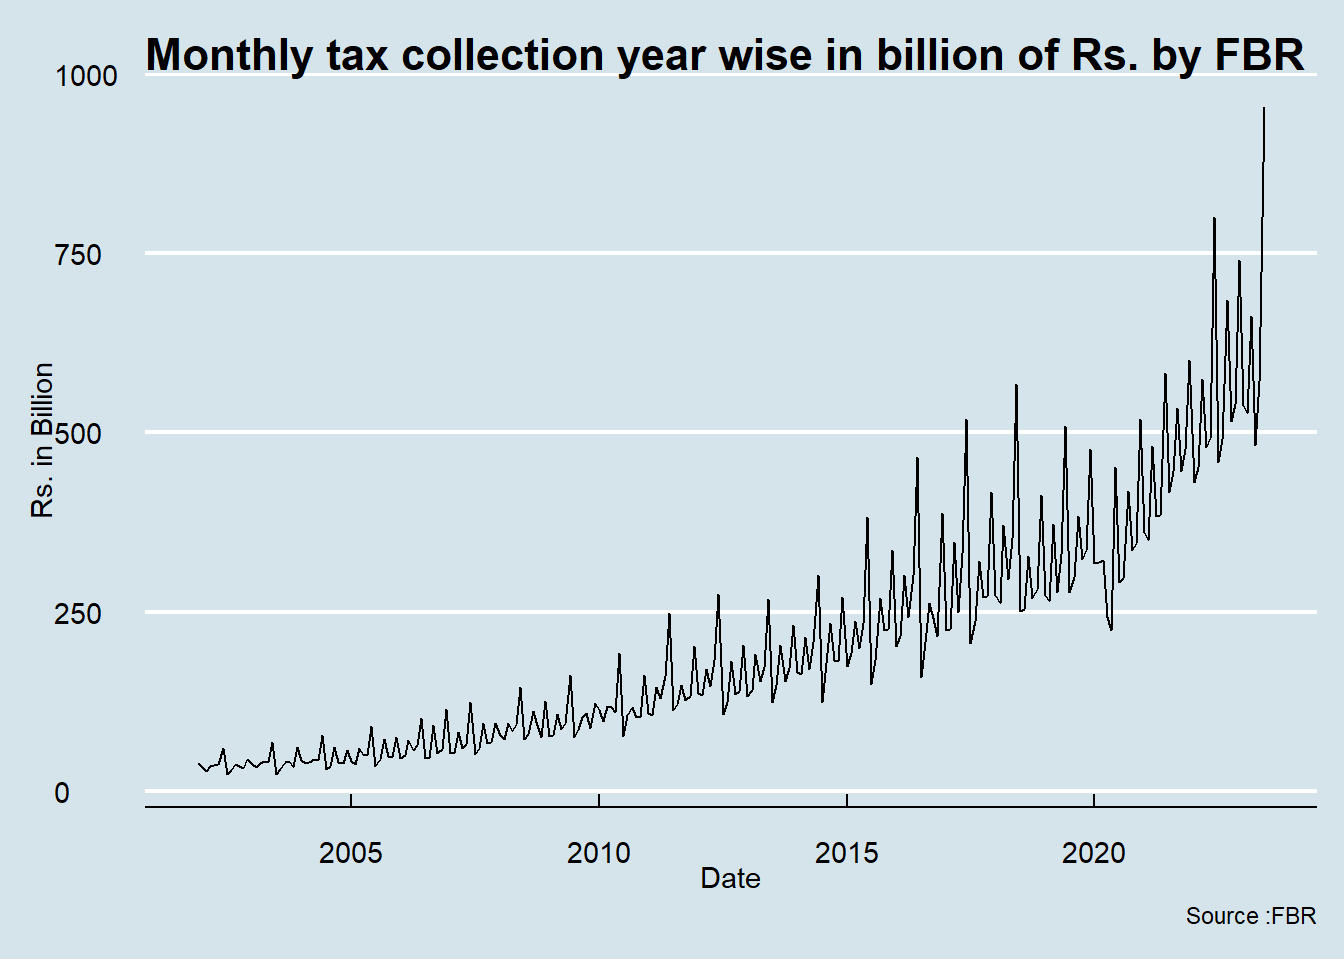 Monthly tax collection year wise in billion of Rs. by FBR
1000
750
500
250
0
Rs. in Billion
2005 2010 2015 2020
Date
Source :FBR